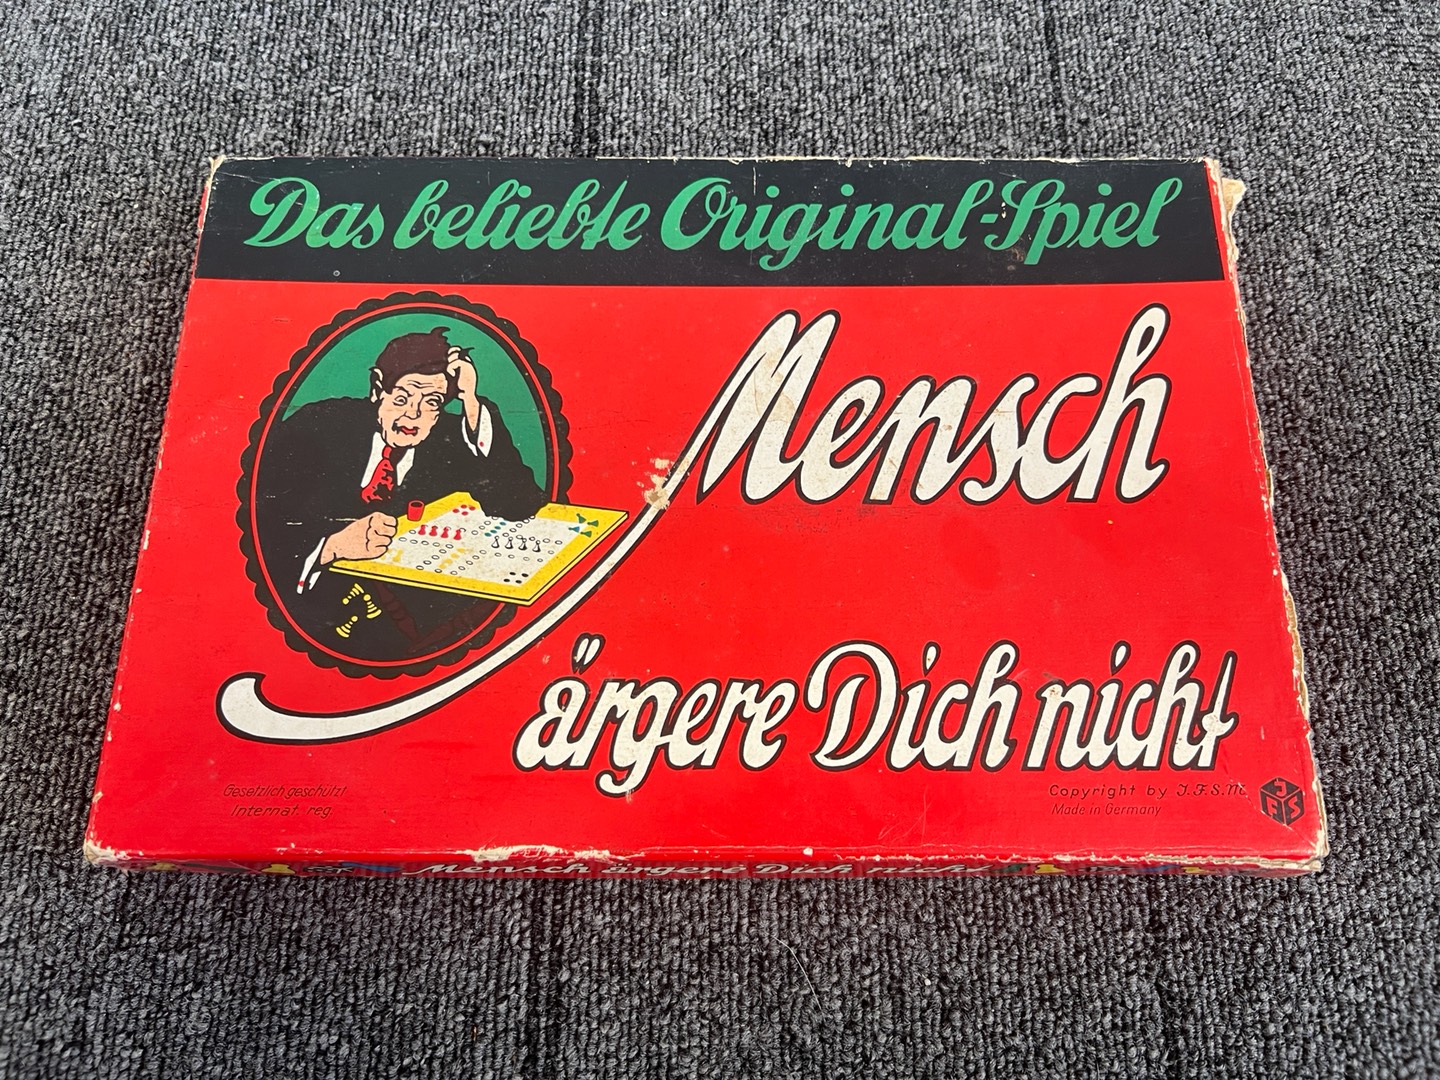 Das beliebte Original-Spiel
Mensch
ärgere Dich nicht
Gesetzlich geschützt
Internat. reg.
Copyright by J.F.S.M.
Made in Germany
J
F S
Mensch ärgere Dich nicht